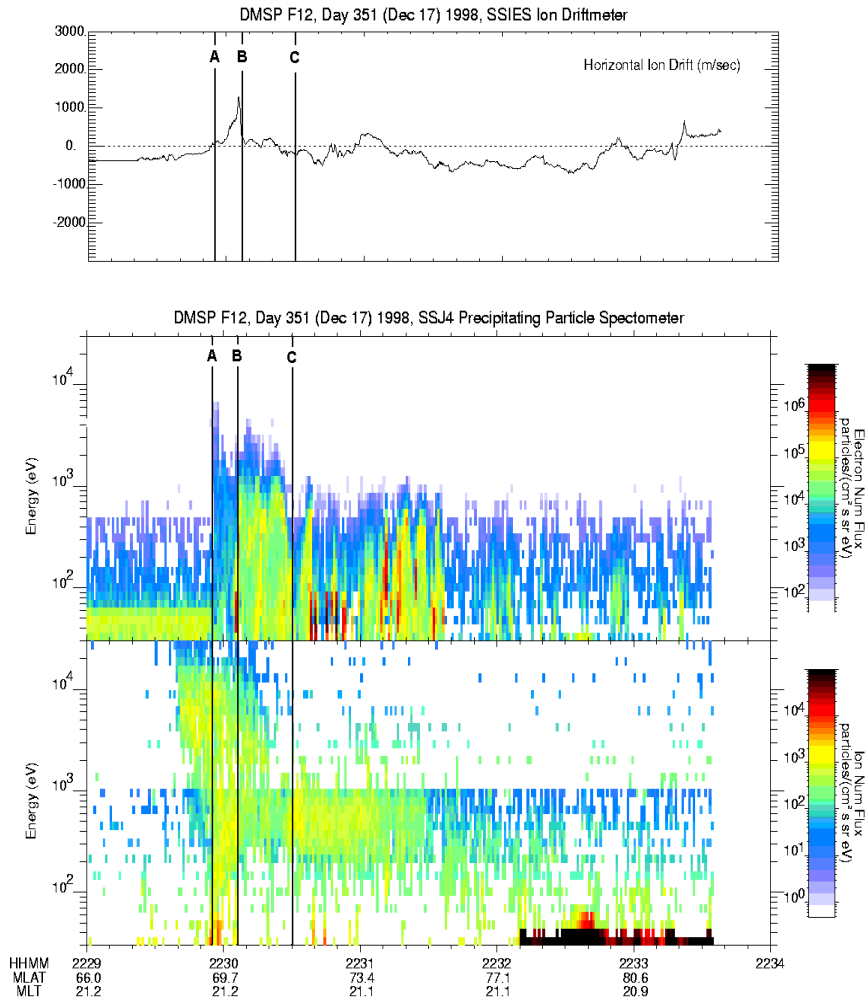 DMSP F12, Day 351 (Dec 17) 1998, SSIES Ion Driftmeter
3000.
2000.
1000.
0.
-1000.
-2000.
A B C
Horizontal Ion Drift (m/sec)
DMSP F12, Day 351 (Dec 17) 1998, SSJ4 Precipitating Particle Spectometer
A B C
Energy (eV)
10^4
10^3
10^2
10^6
10^5
10^4
10^3
10^2
Electron Num Flux
particles/(cm² s sr eV)
Energy (eV)
10^4
10^3
10^2
10^4
10^3
10^2
10^1
10^0
Ion Num Flux
particles/(cm² s sr eV)
HHMM 2229 2230 2231 2232 2233 2234
MLAT 66.0 69.7 73.4 77.1 80.6
MLT 21.2 21.2 21.1 21.1 20.9